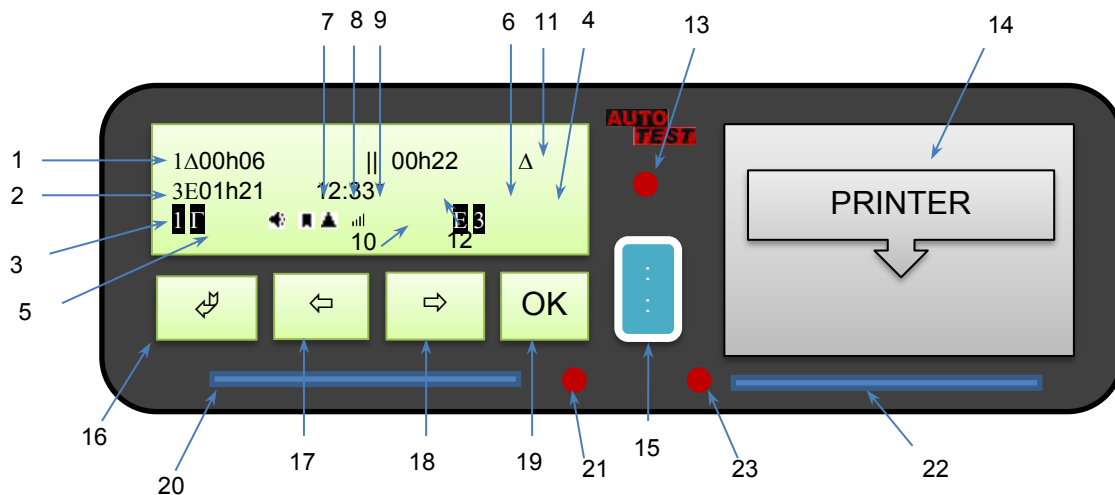 7 8 9 6 11 4 13 14
AUTO
TEST
1 1Δ00h06 || 00h22 Δ
2 3E01h21 12:33
PRINTER
3 1 Γ E 3
10 12
5
OK
16 17 18 19 21 15 23 22
20